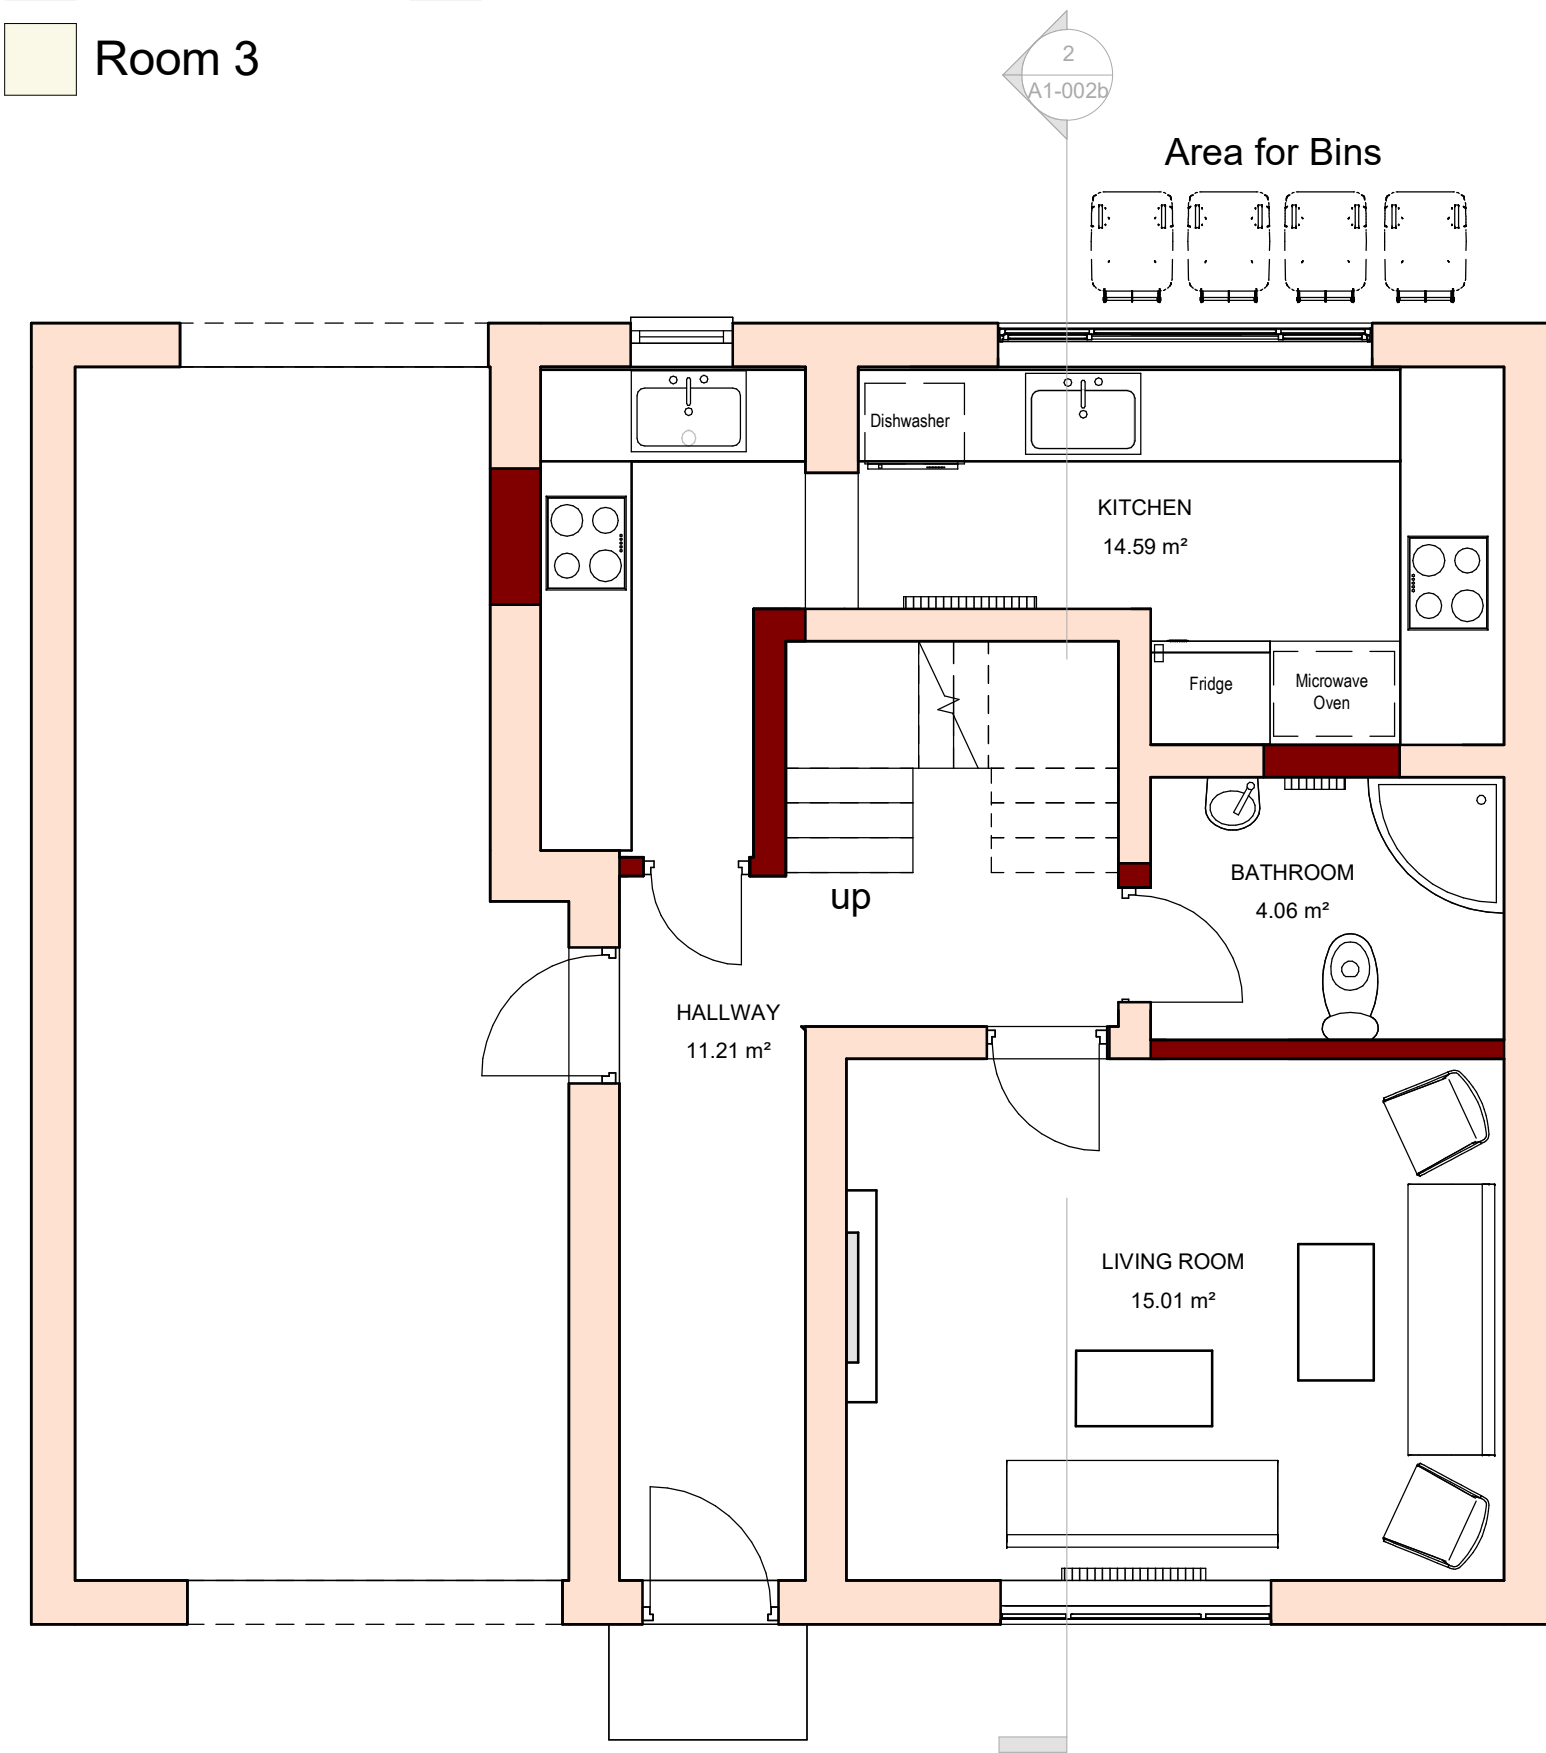 Room 3
2
A1-002b
Area for Bins
Dishwasher
KITCHEN
14.59 m²
Fridge
Microwave
Oven
BATHROOM
4.06 m²
up
HALLWAY
11.21 m²
LIVING ROOM
15.01 m²